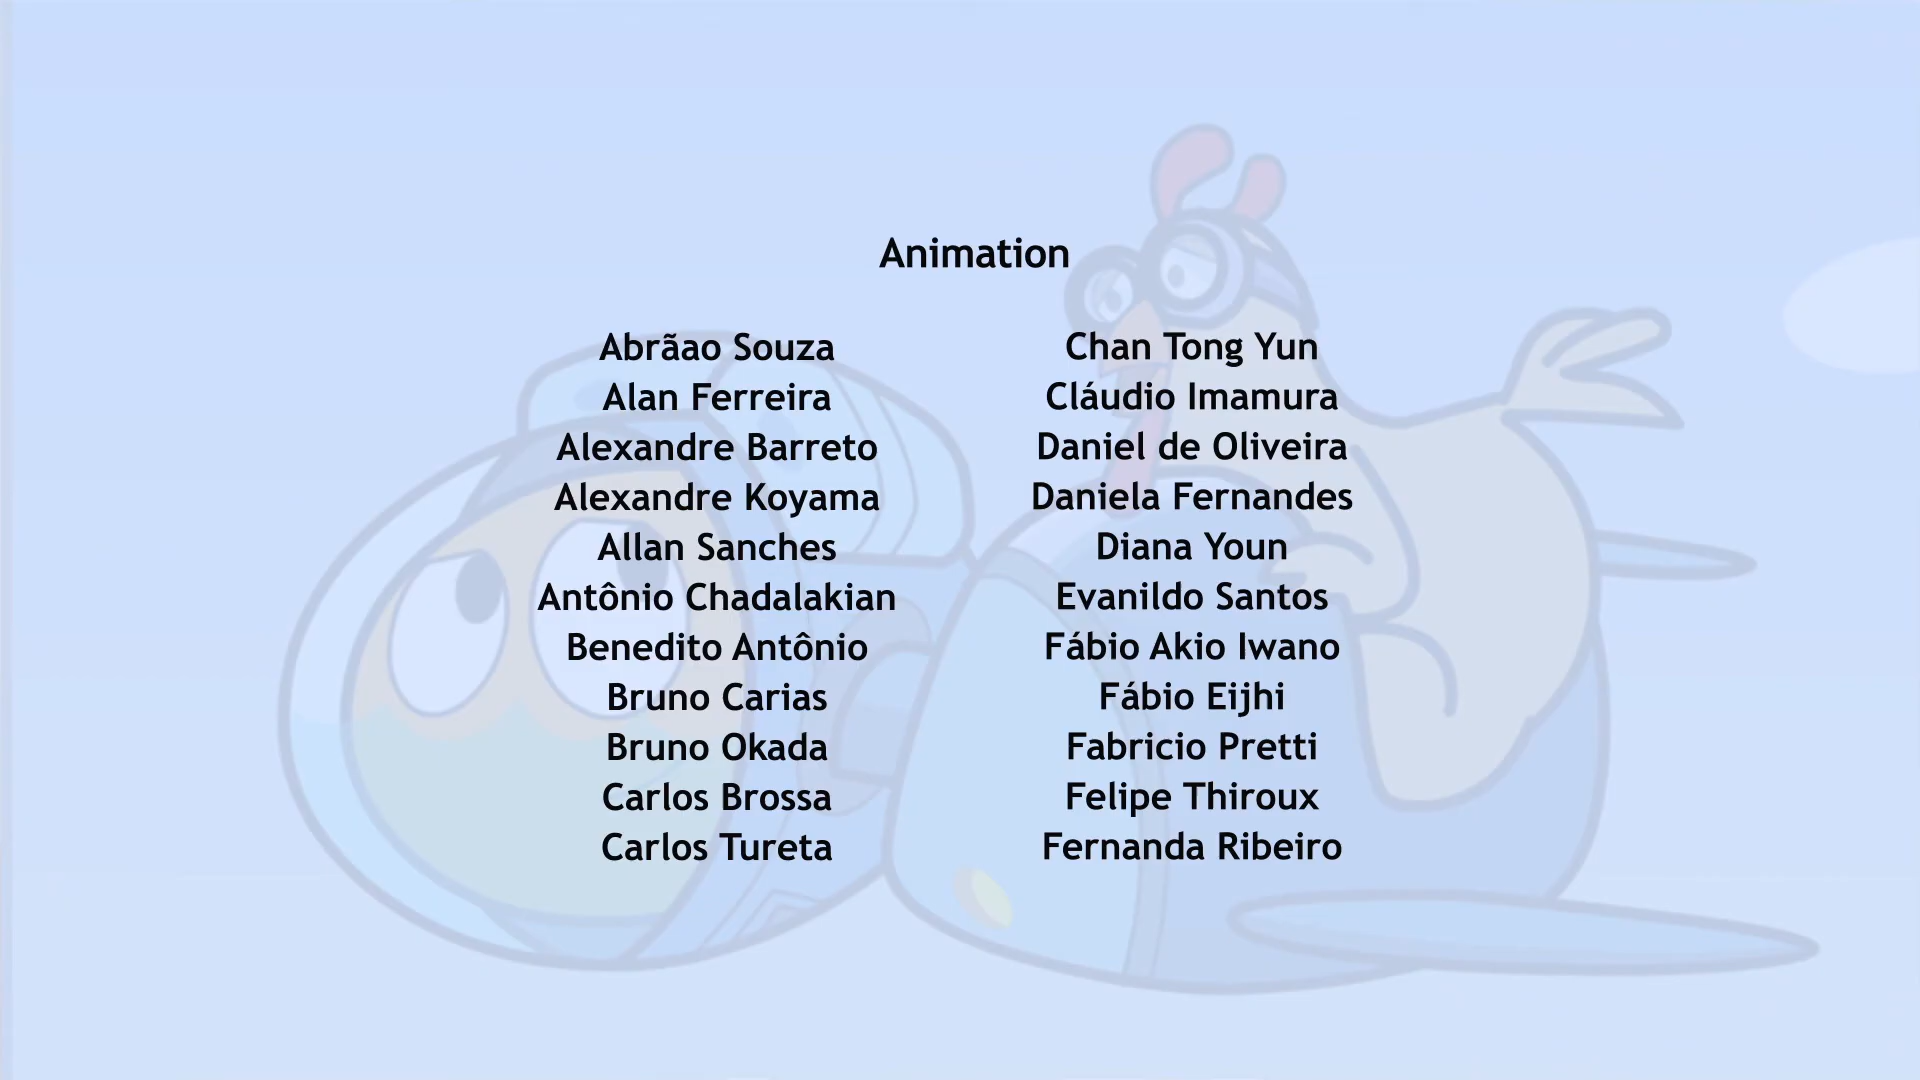 Animation
Abrãao Souza
Alan Ferreira
Alexandre Barreto
Alexandre Koyama
Allan Sanches
Antônio Chadalakian
Benedito Antônio
Bruno Carias
Bruno Okada
Carlos Brossa
Carlos Tureta
Chan Tong Yun
Cláudio Imamura
Daniel de Oliveira
Daniela Fernandes
Diana Youn
Evanildo Santos
Fábio Akio Iwano
Fábio Eijhi
Fabricio Pretti
Felipe Thiroux
Fernanda Ribeiro